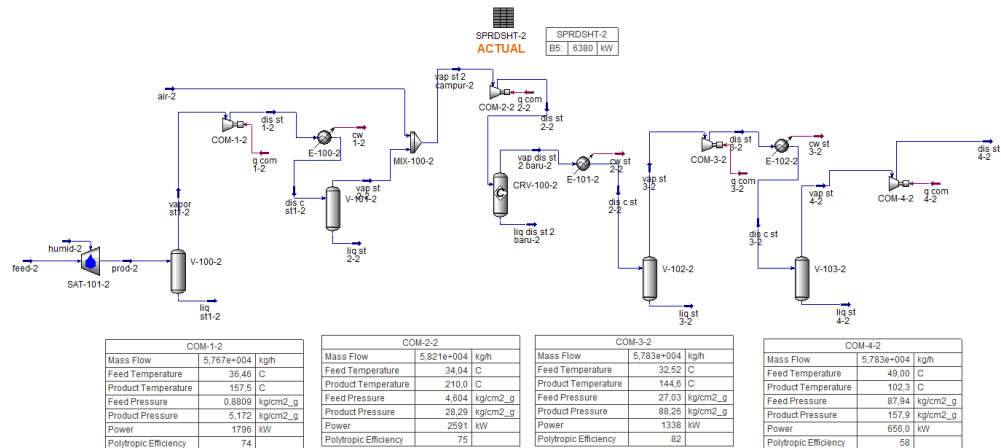 SPRDSHT-2
ACTUAL
SPRDSHT-2
B5: 6380 kW
air-2
vap st 2
campur-2
COM-2-2
q com
2-2
dis st
2-2
COM-1-2
dis st
1-2
q com
1-2
E-100-2
cw
1-2
MIX-100-2
dis c
st1-2
V-101-2
vap st
2-2
liq st
2-2
vapor
st1-2
humid-2
feed-2
SAT-101-2
prod-2
V-100-2
liq
st1-2
CRV-100-2
vap dis st
2 baru-2
liq dis st 2
baru-2
E-101-2
cw st
2-2
dis c st
2-2
vap st
3-2
V-102-2
liq st
3-2
COM-3-2
dis st
3-2
q com
3-2
E-102-2
cw st
3-2
dis c st
3-2
vap st
4-2
V-103-2
liq st
4-2
COM-4-2
q com
4-2
dis st
4-2
COM-1-2
Mass Flow 5,767e+004 kg/h
Feed Temperature 36,46 C
Product Temperature 157,5 C
Feed Pressure 0,8809 kg/cm2_g
Product Pressure 5,172 kg/cm2_g
Power 1796 kW
Polytropic Efficiency 74
COM-2-2
Mass Flow 5,821e+004 kg/h
Feed Temperature 34,04 C
Product Temperature 210,0 C
Feed Pressure 4,604 kg/cm2_g
Product Pressure 28,29 kg/cm2_g
Power 2591 kW
Polytropic Efficiency 75
COM-3-2
Mass Flow 5,783e+004 kg/h
Feed Temperature 32,52 C
Product Temperature 144,6 C
Feed Pressure 27,03 kg/cm2_g
Product Pressure 88,26 kg/cm2_g
Power 1338 kW
Polytropic Efficiency 82
COM-4-2
Mass Flow 5,783e+004 kg/h
Feed Temperature 49,00 C
Product Temperature 102,3 C
Feed Pressure 87,94 kg/cm2_g
Product Pressure 157,9 kg/cm2_g
Power 656,0 kW
Polytropic Efficiency 58